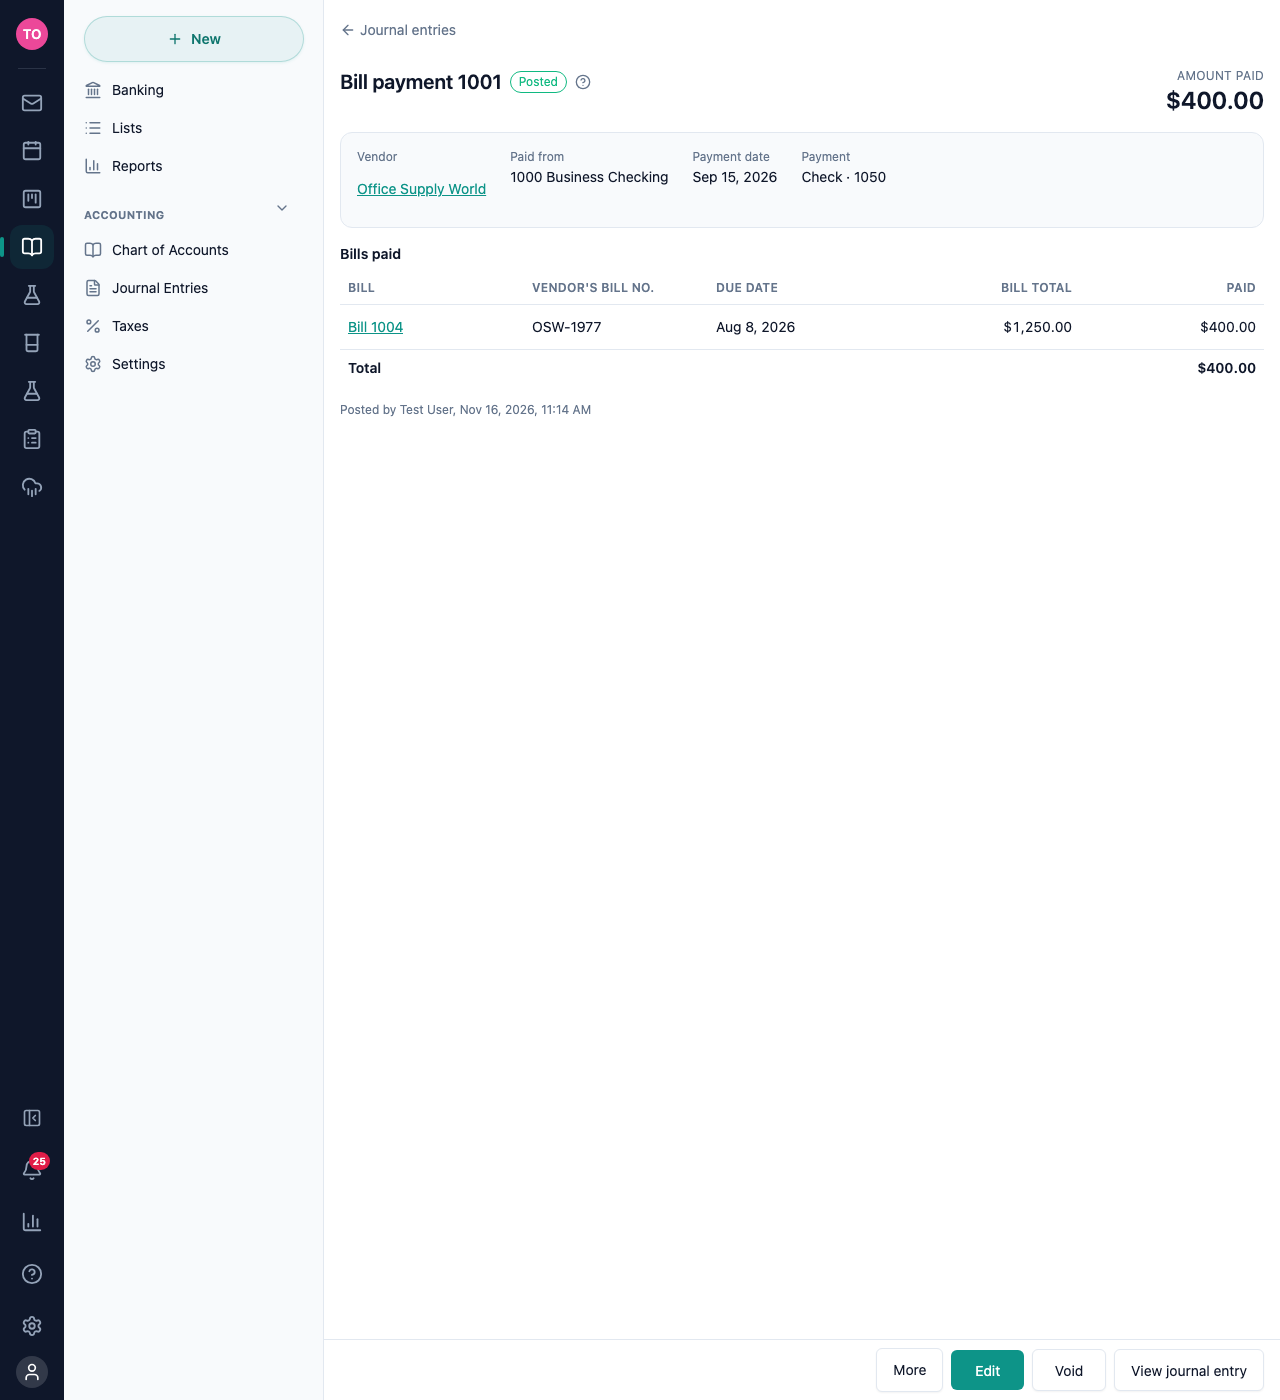 TO
New
Banking
Lists
Reports
ACCOUNTING
Chart of Accounts
Journal Entries
Taxes
Settings
25
Journal entries
Bill payment 1001 Posted
AMOUNT PAID
$400.00
Vendor Paid from Payment date Payment
Office Supply World 1000 Business Checking Sep 15, 2026 Check · 1050
Bills paid
BILL VENDOR'S BILL NO. DUE DATE BILL TOTAL PAID
Bill 1004 OSW-1977 Aug 8, 2026 $1,250.00 $400.00
Total $400.00
Posted by Test User, Nov 16, 2026, 11:14 AM
More Edit Void View journal entry